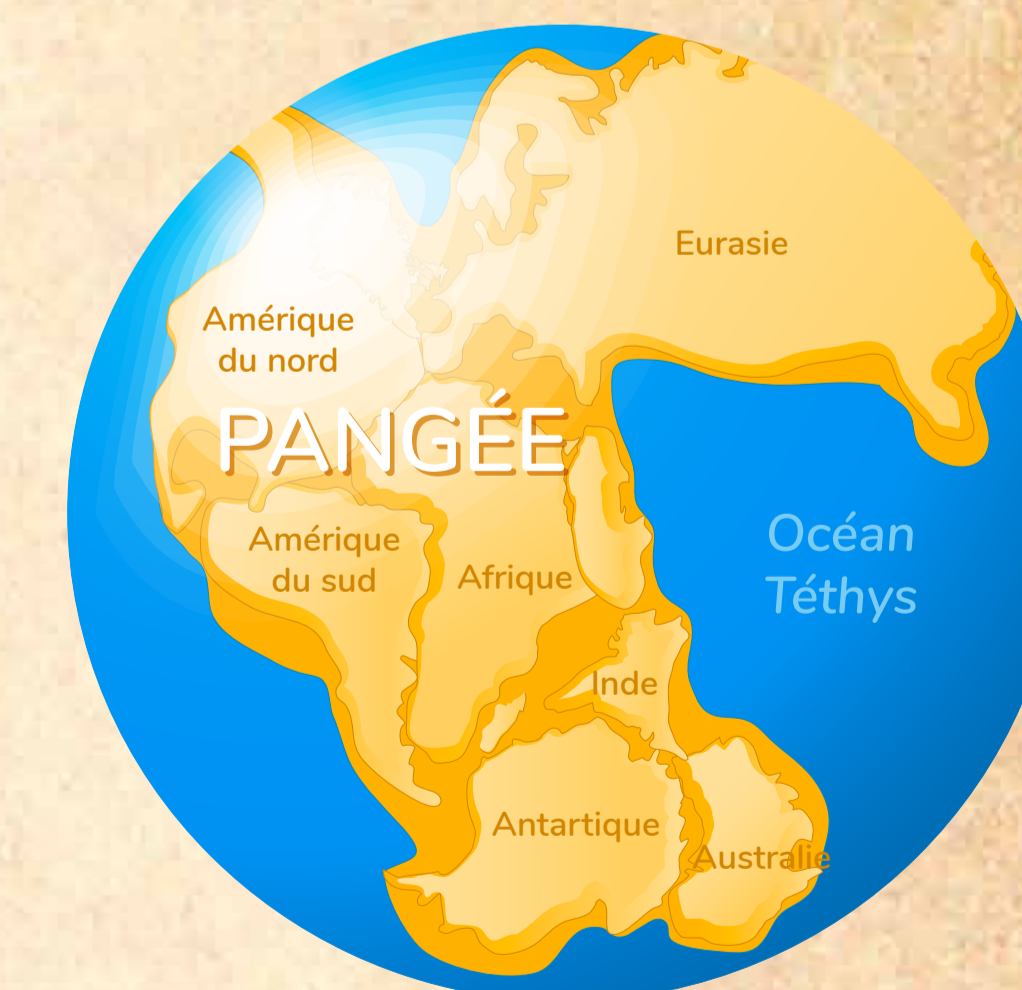 Eurasie
Amérique
du nord
PANGÉE
Océan
Téthys
Amérique
du sud
Afrique
Inde
Antartique
Australie